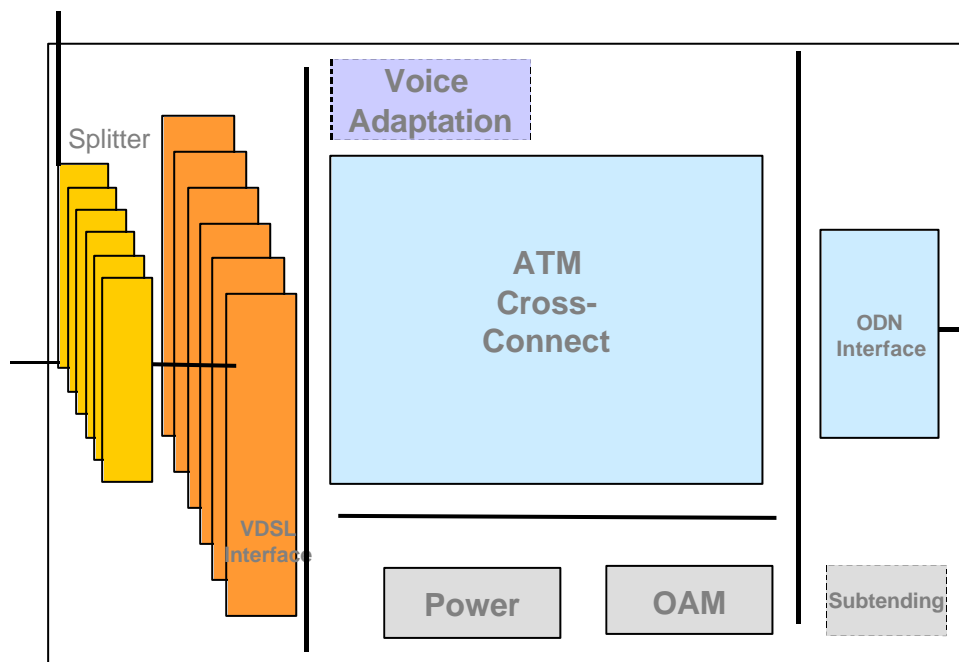 Voice
Adaptation
Splitter
ATM
Cross-
Connect
ODN
Interface
VDSL
Interface
Power
OAM
Subtending